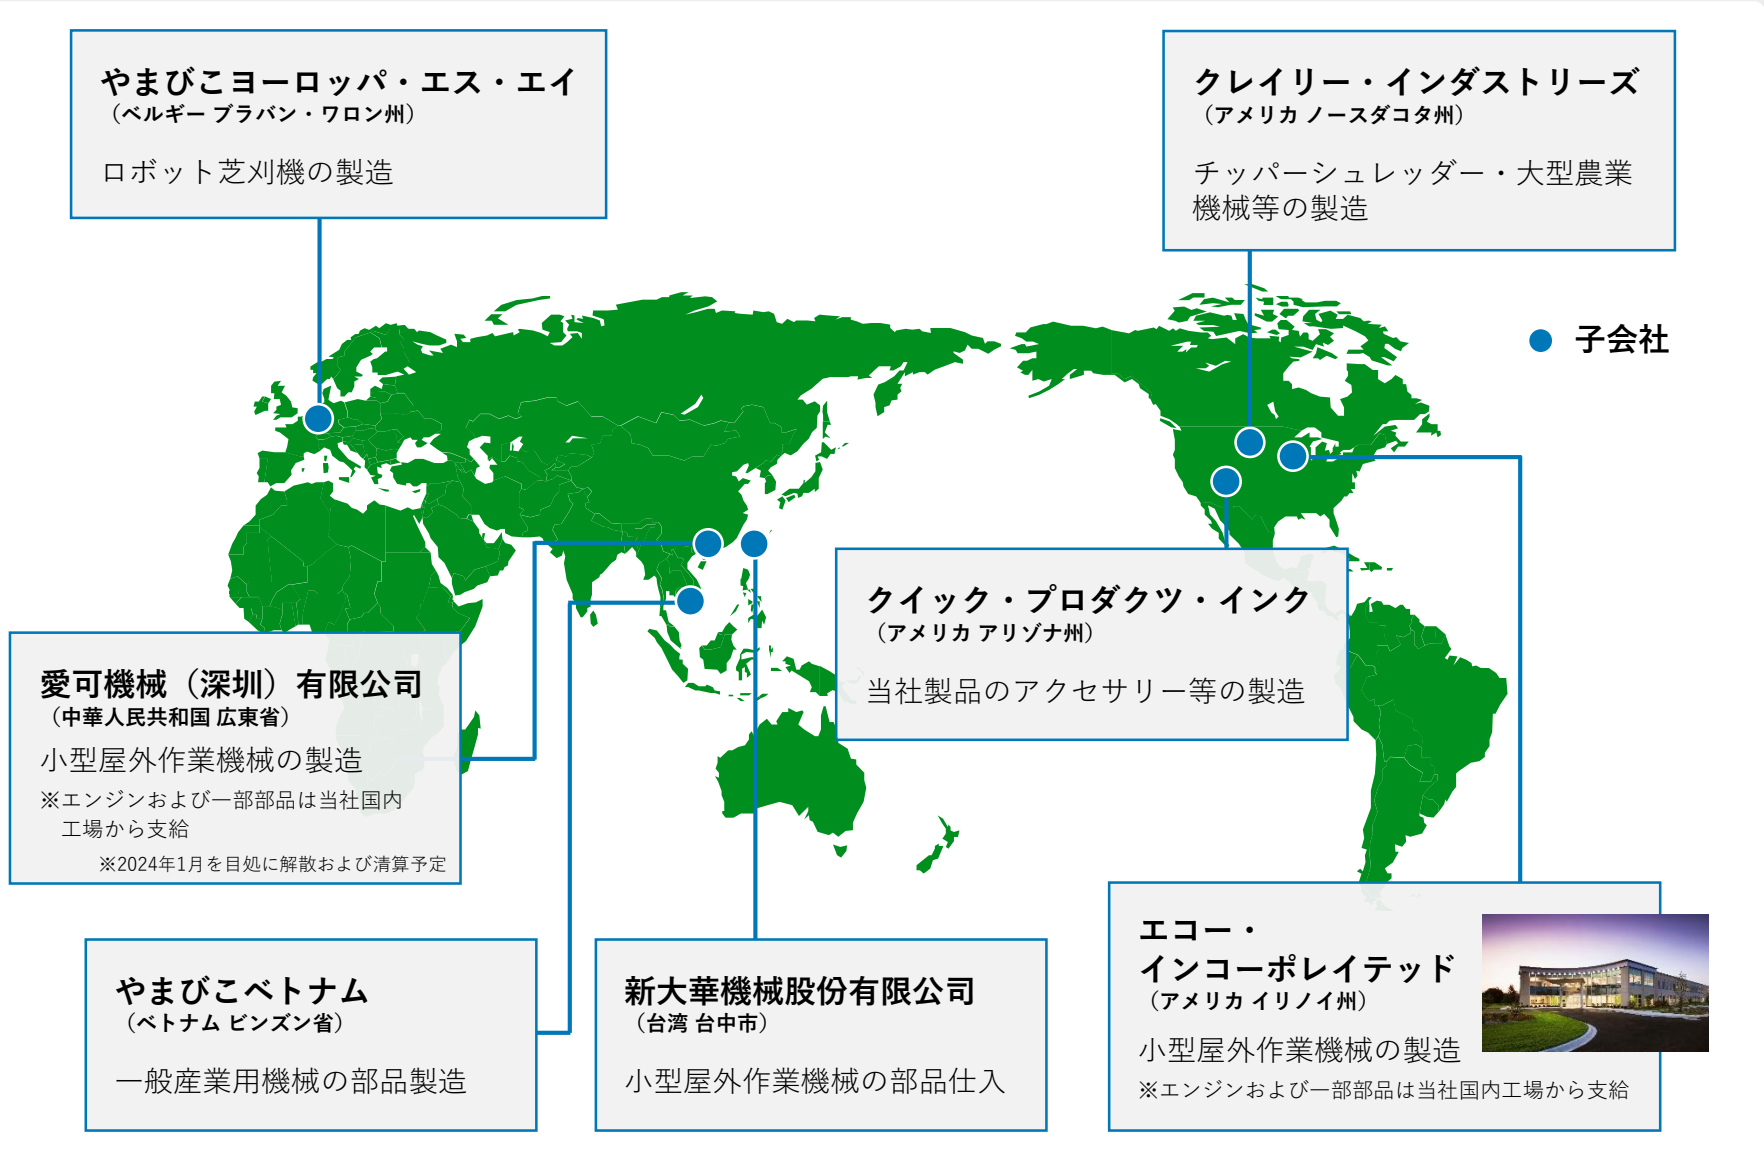 やまびこヨーロッパ・エス・エイ
（ベルギー ブラバン・ワロン州）
ロボット芝刈機の製造
クレイリー・インダストリーズ
（アメリカ ノースダコタ州）
チッパーシュレッダー・大型農業
機械等の製造
子会社
クイック・プロダクツ・インク
（アメリカ アリゾナ州）
当社製品のアクセサリー等の製造
愛可機械（深圳）有限公司
（中華人民共和国 広東省）
小型屋外作業機械の製造
※エンジンおよび一部部品は当社国内
工場から支給
※2024年1月を目処に解散および清算予定
やまびこベトナム
（ベトナム ビンズン省）
一般産業用機械の部品製造
新大華機械股份有限公司
（台湾 台中市）
小型屋外作業機械の部品仕入
エコー・
インコーポレイテッド
（アメリカ イリノイ州）
小型屋外作業機械の製造
※エンジンおよび一部部品は当社国内工場から支給